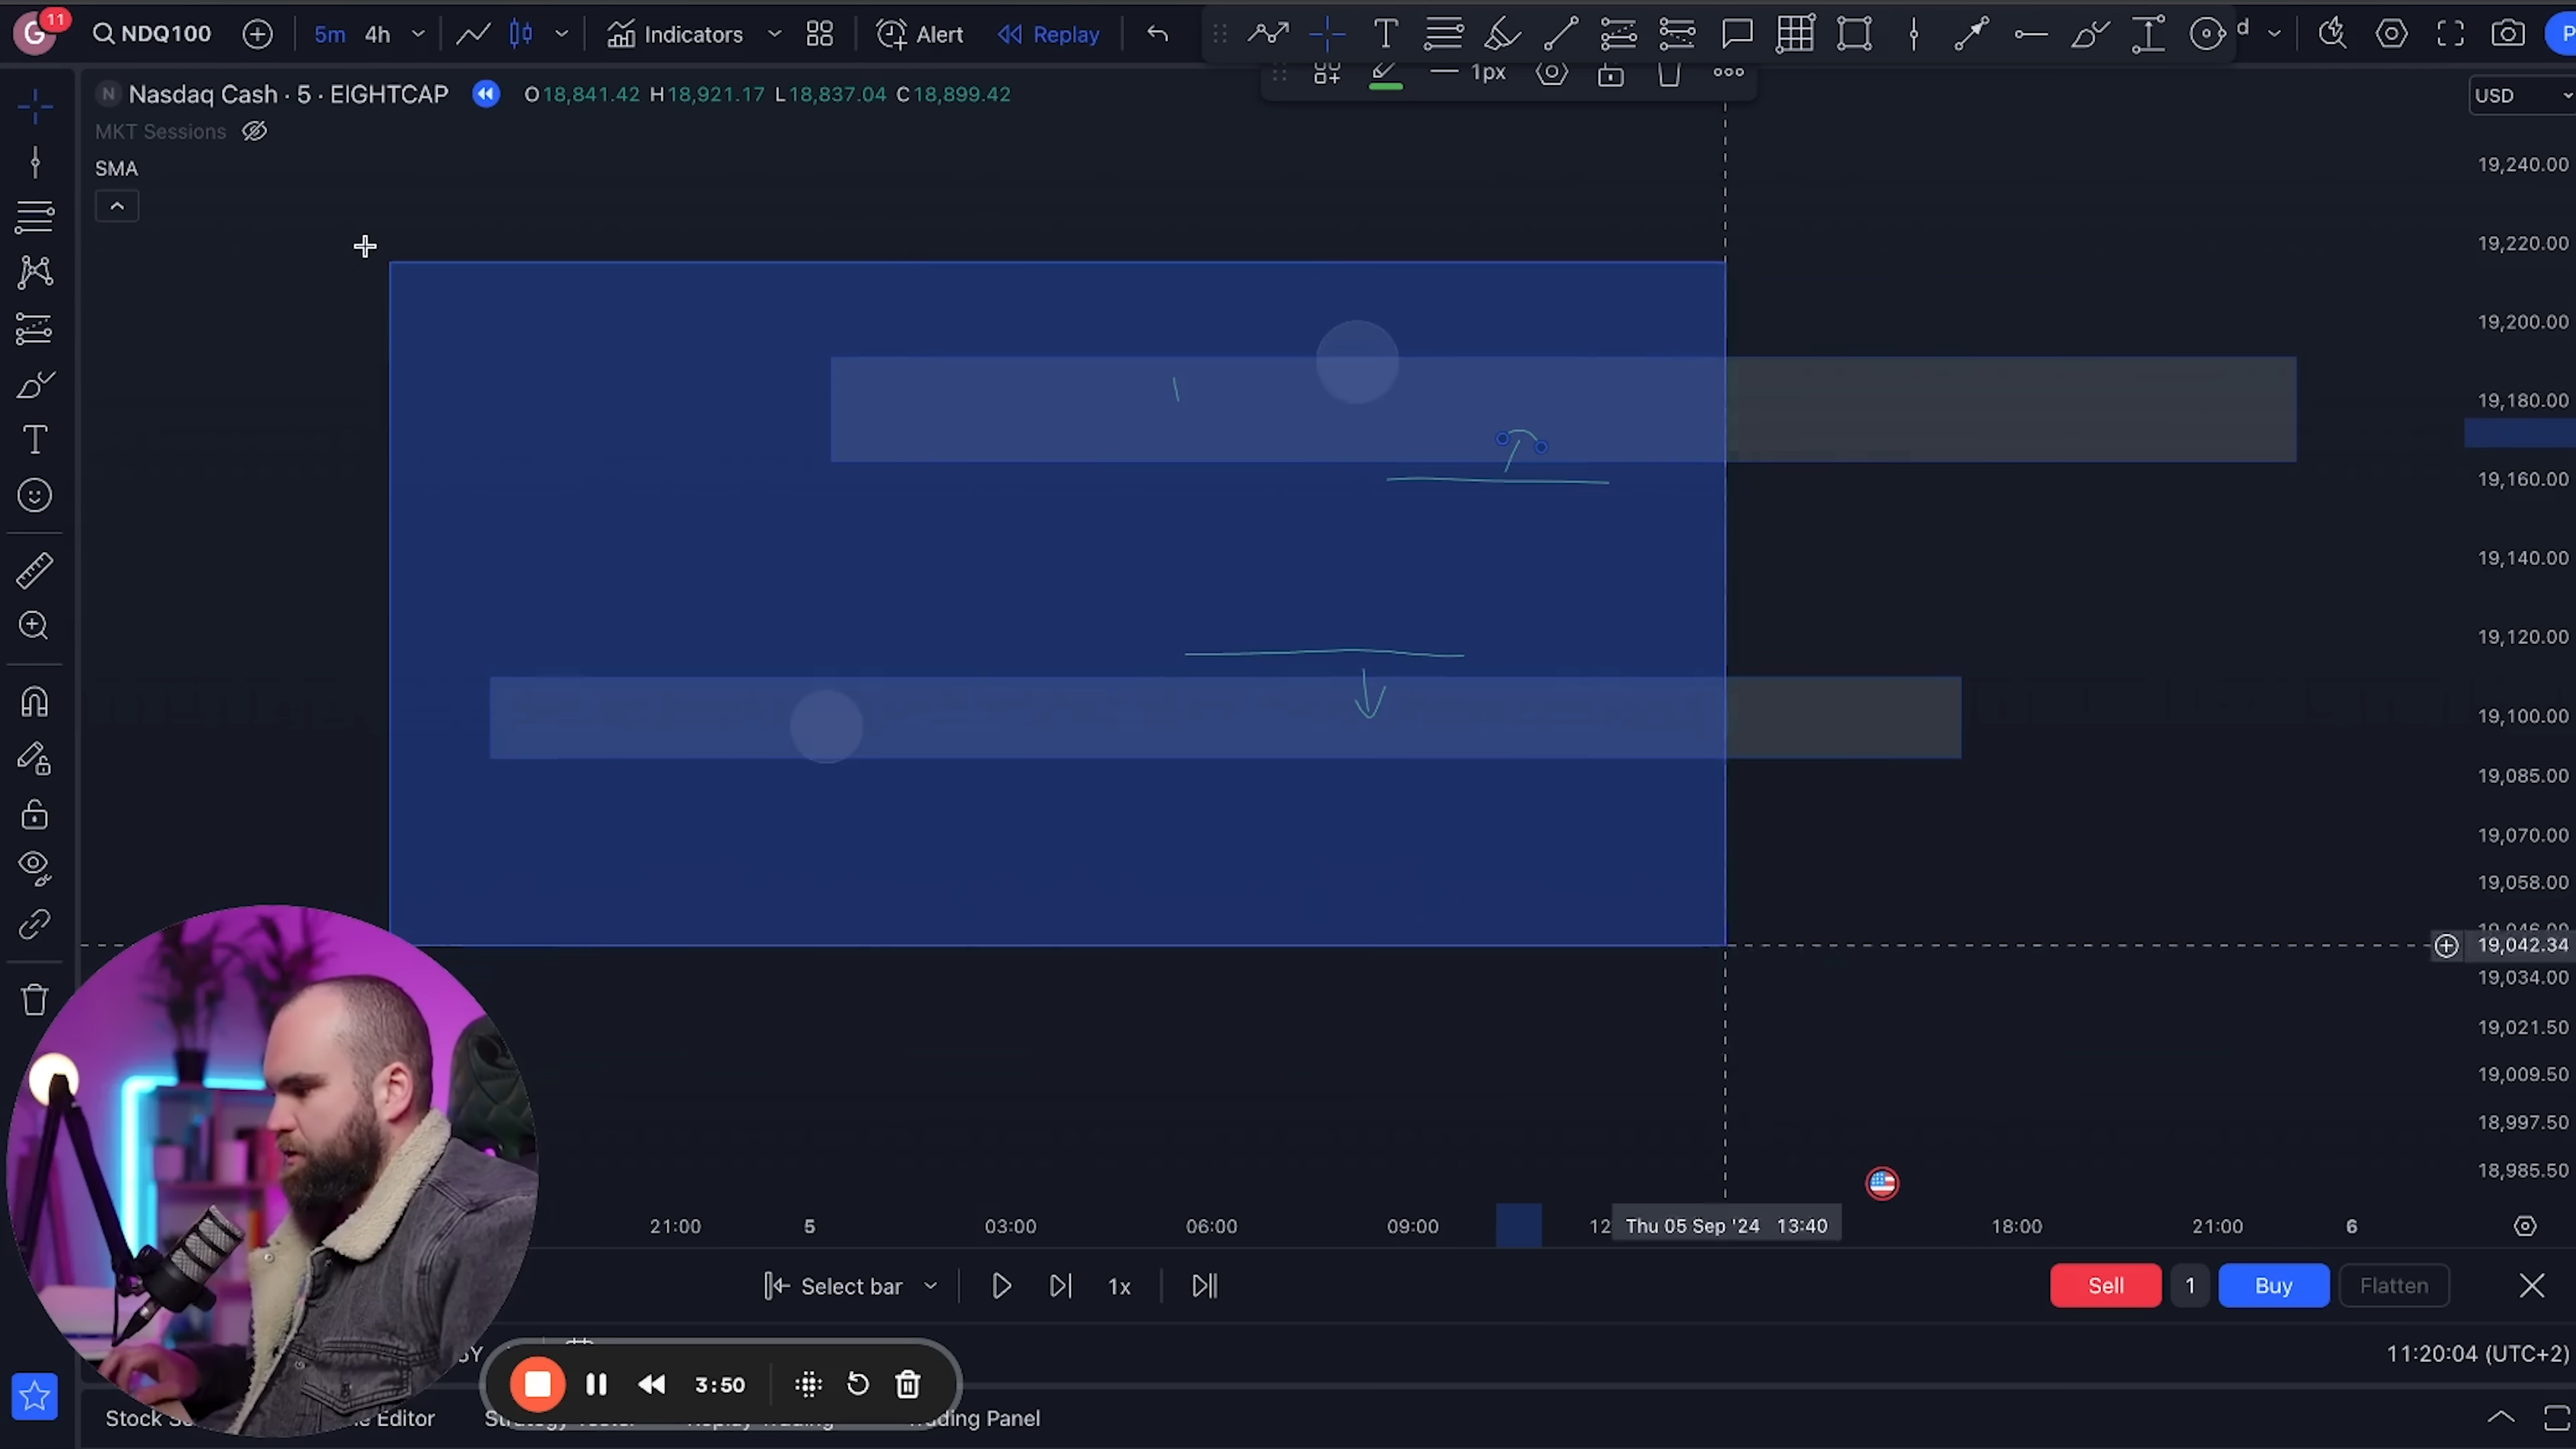 G 11 NDQ100 5m 4h Indicators Alert Replay d P
N Nasdaq Cash · 5 · EIGHTCAP O18,841.42 H18,921.17 L18,837.04 C18,899.42 1px USD
MKT Sessions
SMA
19,240.00
19,220.00
19,200.00
19,180.00
19,160.00
19,140.00
19,120.00
19,100.00
19,085.00
19,070.00
19,058.00
19,042.34
19,034.00
19,021.50
19,009.50
18,997.50
18,985.50
21:00 5 03:00 06:00 09:00 12 Thu 05 Sep '24 13:40 18:00 21:00 6
Select bar 1x Sell 1 Buy Flatten
11:20:04 (UTC+2)
3:50
Stock Editor Trading Panel